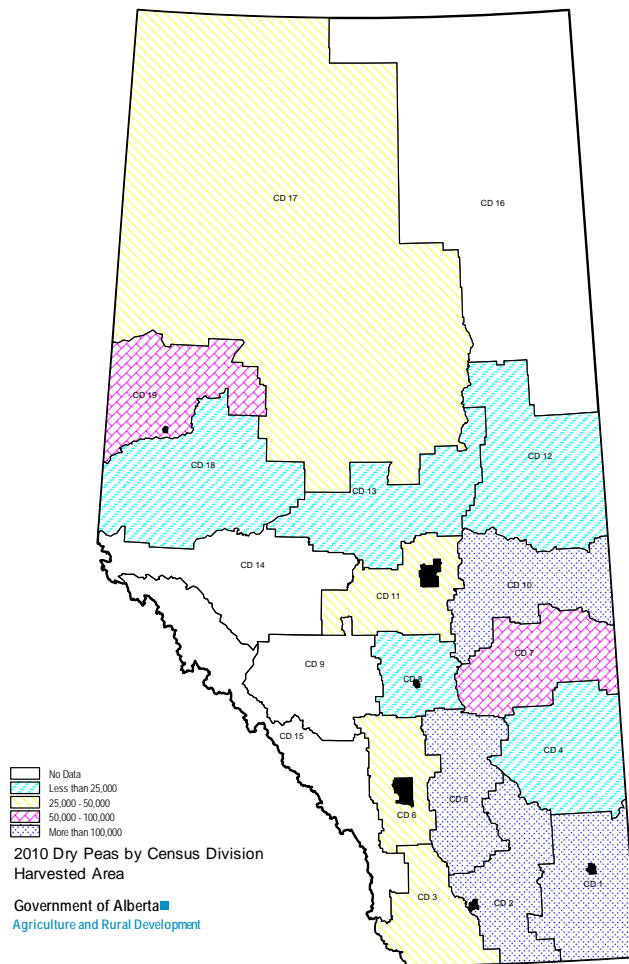 CD 17
CD 16
CD 19
CD 18
CD 12
CD 13
CD 14
CD 10
CD 11
CD 7
CD 9
CD 8
CD 15
CD 4
CD 5
CD 6
CD 1
CD 3
CD 2
No Data
Less than 25,000
25,000 - 50,000
50,000 - 100,000
More than 100,000
2010 Dry Peas by Census Division
Harvested Area
Government of Alberta
Agriculture and Rural Development